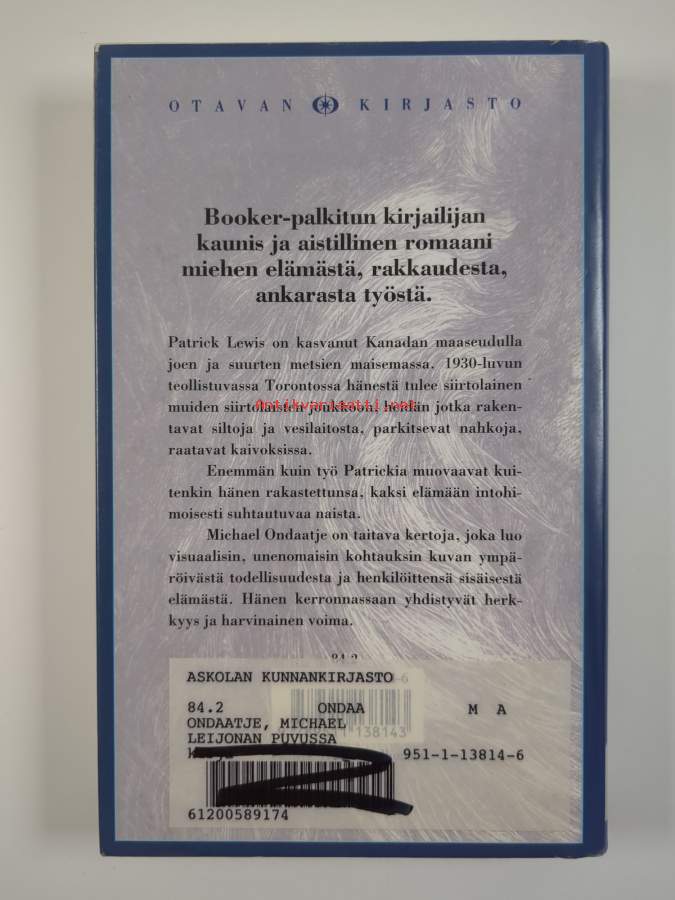 OTAVAN KIRJASTO
Booker-palkitun kirjailijan
kaunis ja aistillinen romaani
miehen elämästä, rakkaudesta,
ankarasta työstä.
Patrick Lewis on kasvanut Kanadan maaseudulla
joen ja suurten metsien maisemassa. 1930-luvun
teollistuvassa Torontossa hänestä tulee siirtolainen
muiden siirtolaisten joukkoon, heidän jotka raken-
Antikvariaatti.net
tavat siltoja ja vesilaitosta, parkitsevat nahkoja,
raatavat kaivoksissa.
Enemmän kuin työ Patrickia muovaavat kui-
tenkin hänen rakastettunsa, kaksi elämään intohi-
moisesti suhtautuvaa naista.
Michael Ondaatje on taitava kertoja, joka luo
visuaalisin, unenomaisin kohtauksin kuvan ympä-
röivästä todellisuudesta ja henkilöittensä sisäisestä
elämästä. Hänen kerronnassaan yhdistyvät herk-
kyys ja harvinainen voima.
84.2
ASKOLAN KUNNANKIRJASTO
84.2 ONDAA M A
ONDAATJE, MICHAEL
LEIJONAN PUVUSSA
951-1-13814-6
61200589174